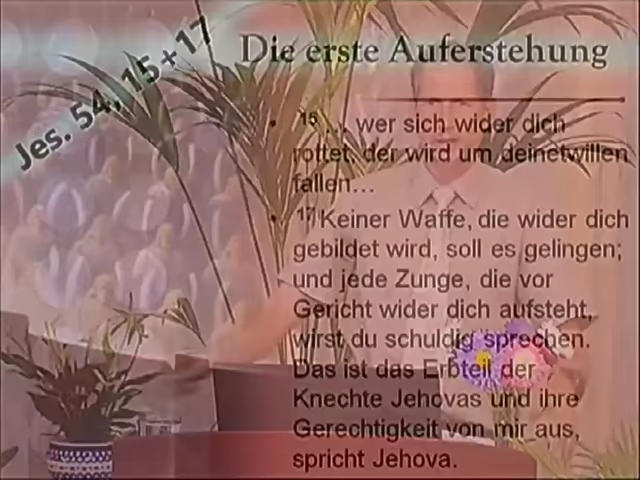 Jes. 54, 15+17
Die erste Auferstehung
• 15… wer sich wider dich
rottet, der wird um deinetwillen
fallen…
• 17 Keiner Waffe, die wider dich
gebildet wird, soll es gelingen;
und jede Zunge, die vor
Gericht wider dich aufsteht,
wirst du schuldig sprechen.
Das ist das Erbteil der
Knechte Jehovas und ihre
Gerechtigkeit von mir aus,
spricht Jehova.